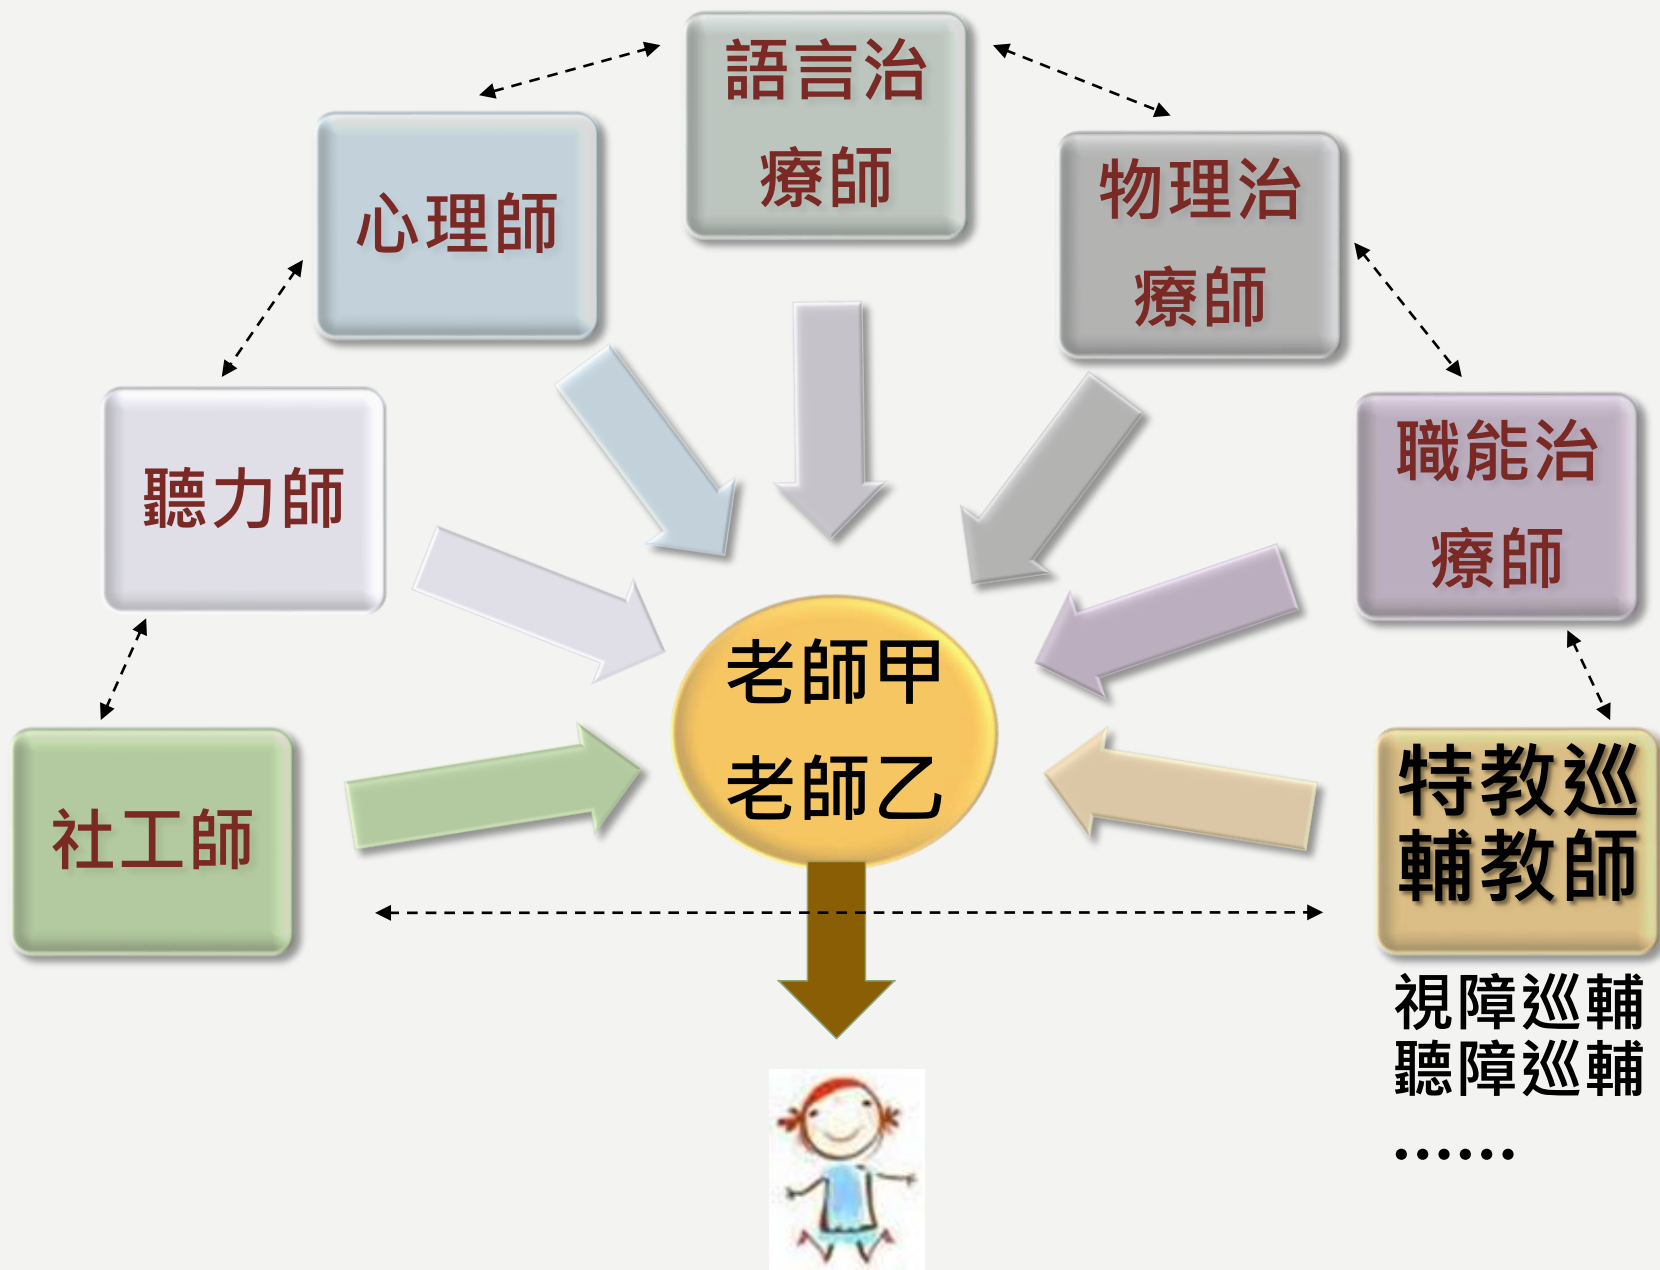 語言治
療師
心理師
物理治
療師
聽力師
職能治
療師
老師甲
老師乙
社工師
特教巡
輔教師
視障巡輔
聽障巡輔
……